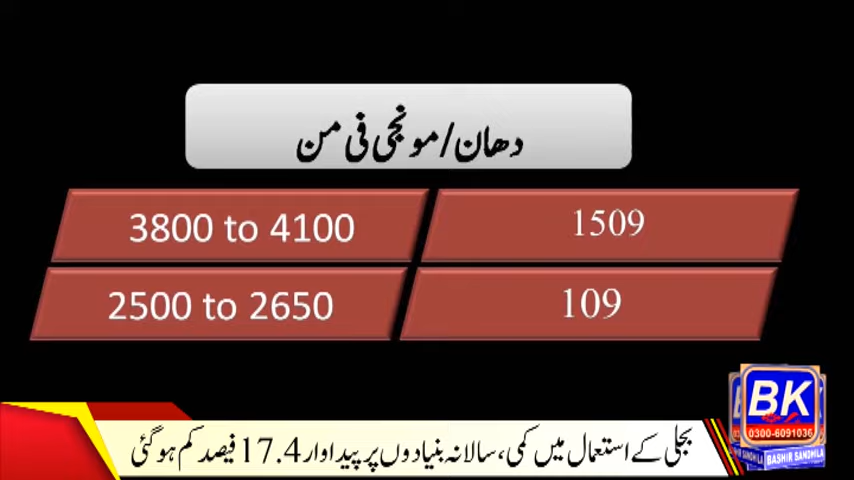 دھان/مونجی فی من
3800 to 4100 1509
2500 to 2650 109
بجلی کے استعمال میں کمی، سالانہ بنیادوں پر پیداوار 17.4 فیصد کم ہوگئی
BK
0300-6091036
BASHIR SANDHILA